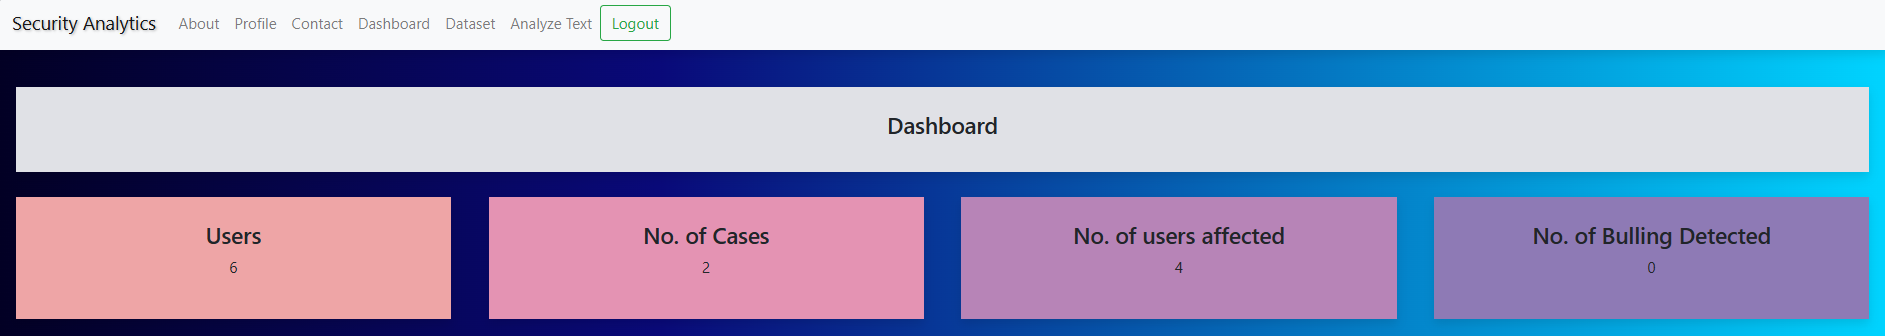 Security Analytics About Profile Contact Dashboard Dataset Analyze Text Logout
Dashboard
Users
6
No. of Cases
2
No. of users affected
4
No. of Bulling Detected
0